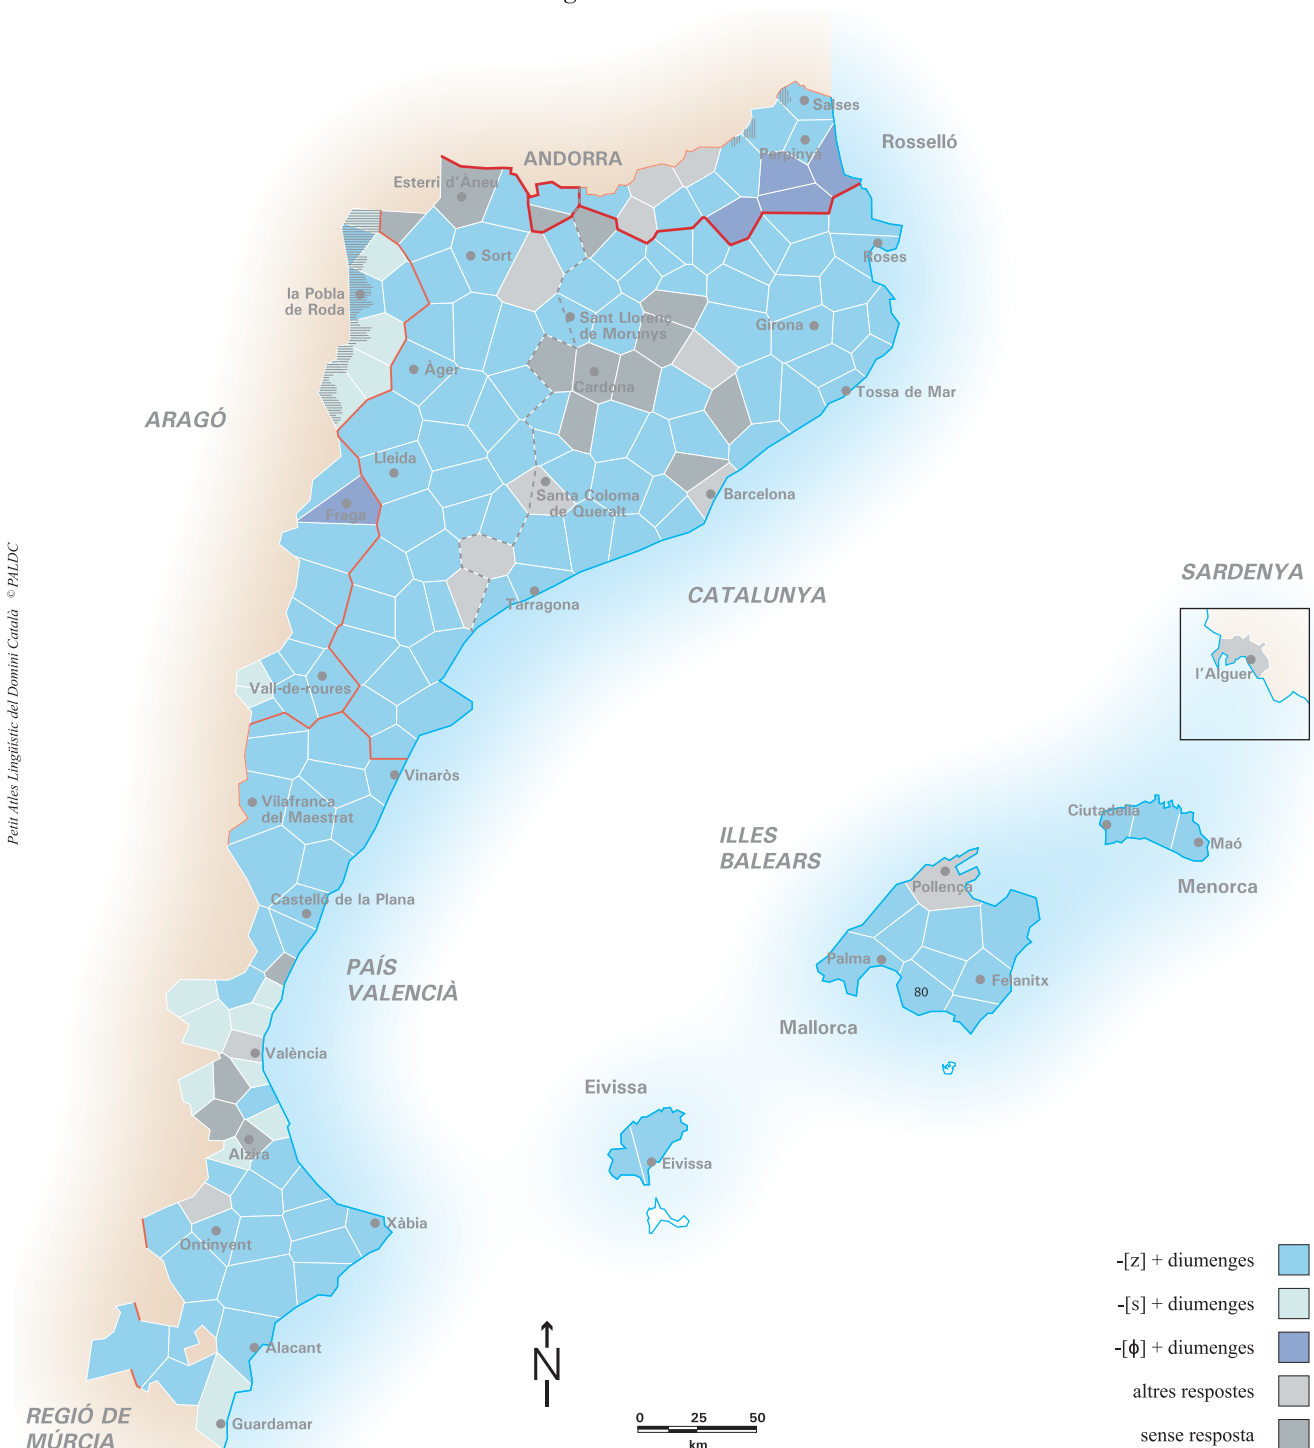 Salses
Rosselló
Perpinyà
ANDORRA
Esterri d'Àneu
Roses
Sort
la Pobla
de Roda
Sant Llorenç
de Morunys
Girona
Àger
Cardona
Tossa de Mar
ARAGÓ
Lleida
Santa Coloma
de Queralt
Barcelona
Fraga
Petit Atles Lingüístic del Domini Català © PALDC
SARDENYA
CATALUNYA
Tarragona
l'Alguer
Vall-de-roures
Vinaròs
Vilafranca
del Maestrat
ILLES
BALEARS
Ciutadella
Maó
Menorca
Pollença
Castelló de la Plana
PAÍS
VALENCIÀ
Palma
Felanitx
80
Mallorca
València
Eivissa
Alzira
Eivissa
Xàbia
Ontinyent
-[z] + diumenges
-[s] + diumenges
-[ɸ] + diumenges
altres respostes
sense resposta
Alacant
N
REGIÓ DE
MÚRCIA
Guardamar
0 25 50
km